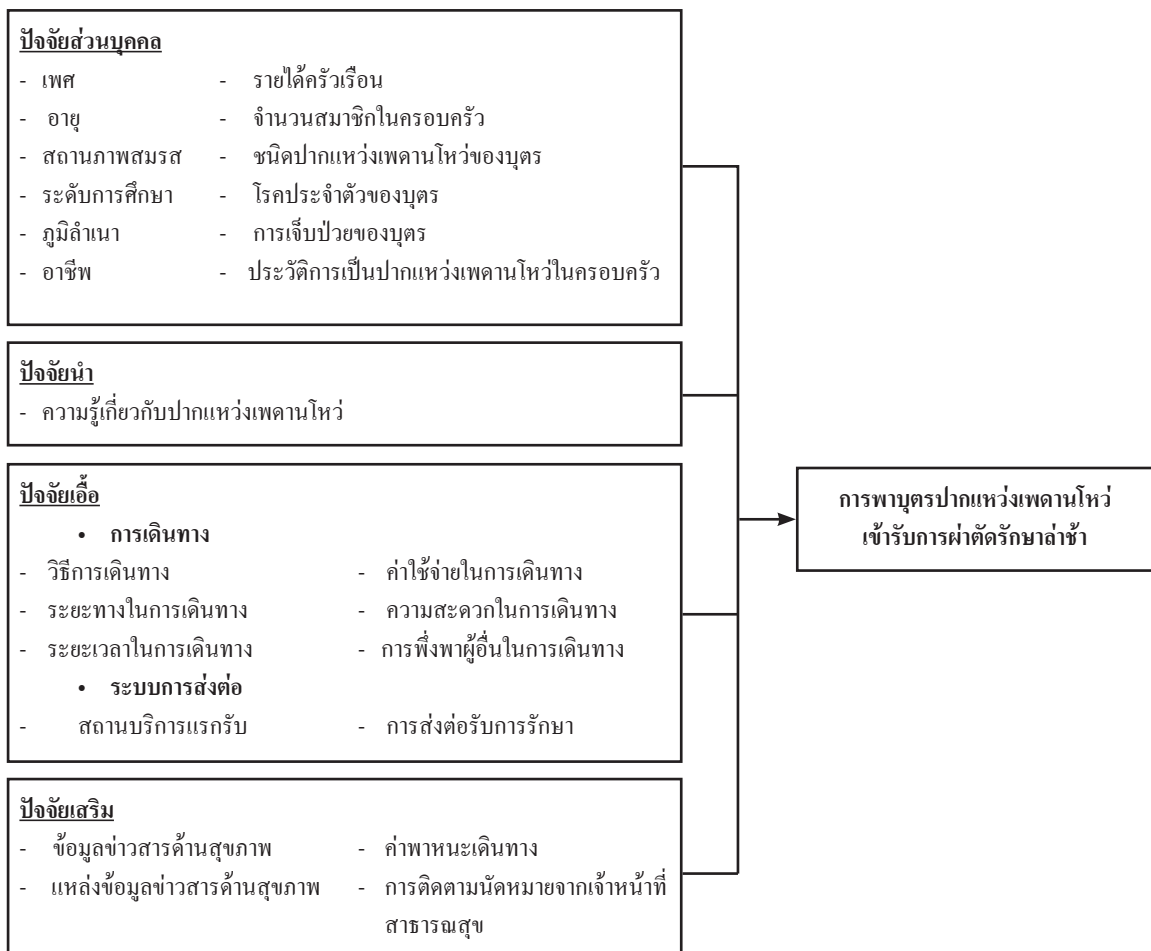 ปัจจัยส่วนบุคคล
- เพศ - รายได้ครัวเรือน
- อายุ - จำนวนสมาชิกในครอบครัว
- สถานภาพสมรส - ชนิดปากแหว่งเพดานโหว่ของบุตร
- ระดับการศึกษา - โรคประจำตัวของบุตร
- ภูมิลำเนา - การเจ็บป่วยของบุตร
- อาชีพ - ประวัติการเป็นปากแหว่งเพดานโหว่ในครอบครัว
ปัจจัยนำ
- ความรู้เกี่ยวกับปากแหว่งเพดานโหว่
ปัจจัยเอื้อ
• การเดินทาง
- วิธีการเดินทาง - ค่าใช้จ่ายในการเดินทาง
- ระยะทางในการเดินทาง - ความสะดวกในการเดินทาง
- ระยะเวลาในการเดินทาง - การพึ่งพาผู้อื่นในการเดินทาง
• ระบบการส่งต่อ
- สถานบริการแรกรับ - การส่งต่อรับการรักษา
ปัจจัยเสริม
- ข้อมูลข่าวสารด้านสุขภาพ - ค่าพาหนะเดินทาง
- แหล่งข้อมูลข่าวสารด้านสุขภาพ - การติดตามนัดหมายจากเจ้าหน้าที่
สาธารณสุข
การพาบุตรปากแหว่งเพดานโหว่
เข้ารับการผ่าตัดรักษาล่าช้า